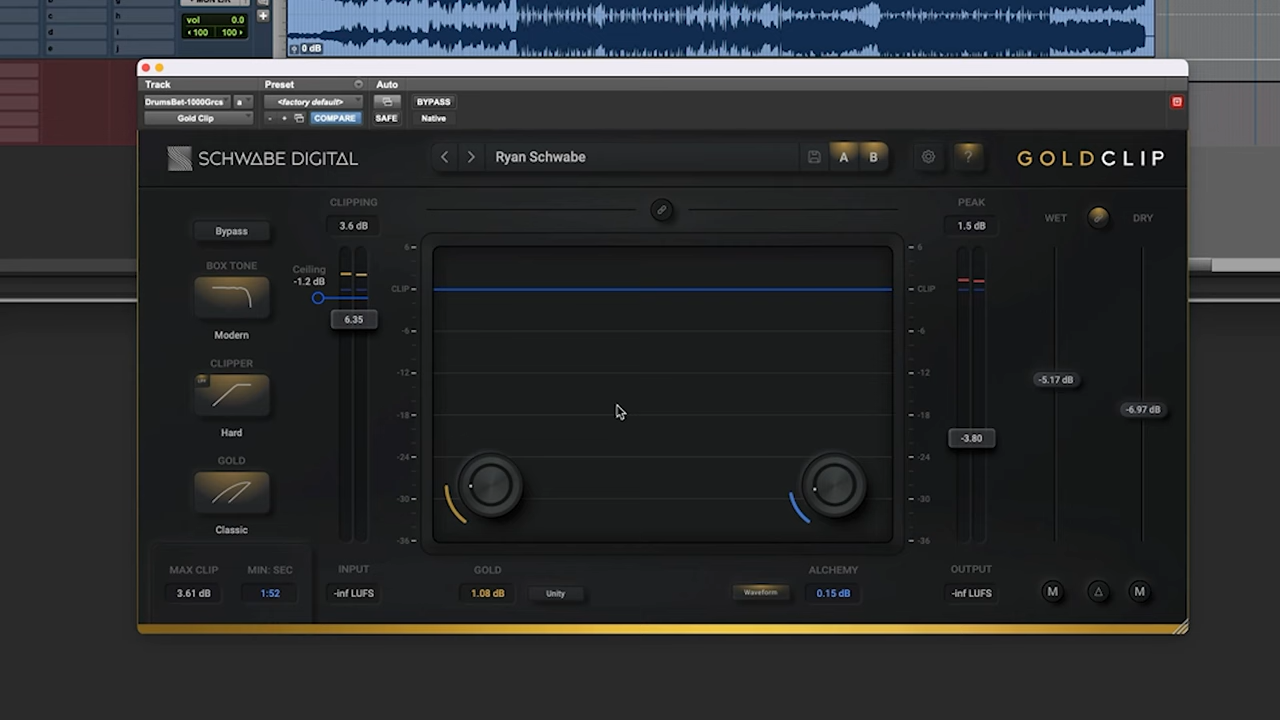 b g
c h
d i
e j
vol 0.0
‹100 100›
0 dB
Track Preset Auto
DrumsBet-1000Grcs a <factory default> BYPASS
Gold Clip - + COMPARE SAFE Native
SCHWABE DIGITAL
Ryan Schwabe
A B
?
GOLDCLIP
CLIPPING
3.6 dB
PEAK
1.5 dB
WET DRY
Bypass
BOX TONE
Modern
Ceiling
-1.2 dB
6.35
CLIPPER
Hard
GOLD
Classic
6
CLIP
-6
-12
-18
-24
-30
-36
6
CLIP
-6
-12
-18
-24
-30
-36
-3.80
-5.17 dB
-6.97 dB
MAX CLIP MIN: SEC INPUT GOLD ALCHEMY OUTPUT
3.61 dB 1:52 -inf LUFS 1.08 dB Unity Waveform 0.15 dB -inf LUFS M M